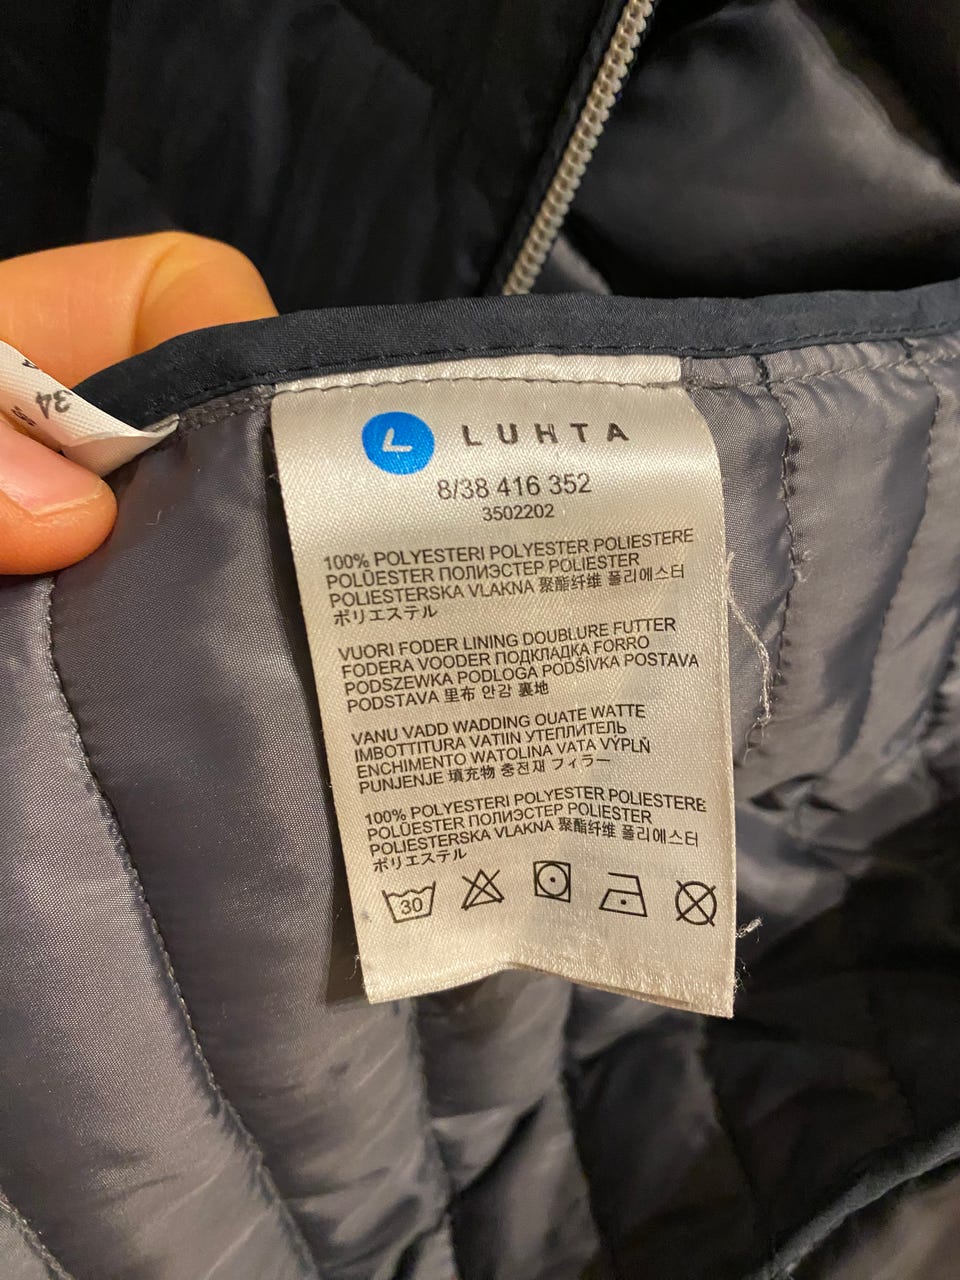 L LUHTA
8/38 416 352
3502202
100% POLYESTERI POLYESTER POLIESTERE
POLÜESTER ПОЛИЭСТЕР POLIESTER
POLIESTERSKA VLAKNA 聚酯纤维 폴리에스터
ポリエステル
VUORI FODER LINING DOUBLURE FUTTER
FODERA VOODER ПОДКЛАДКА FORRO
PODSZEWKA PODLOGA PODŠÍVKA POSTAVA
PODSTAVA 里布 안감 裏地
VANU VADD WADDING OUATE WATTE
IMBOTTITURA VATIIN УТЕПЛИТЕЛЬ
ENCHIMENTO WATOLINA VATA VÝPLŇ
PUNJENJE 填充物 충전재 フィラー
100% POLYESTERI POLYESTER POLIESTERE
POLÜESTER ПОЛИЭСТЕР POLIESTER
POLIESTERSKA VLAKNA 聚酯纤维 폴리에스터
ポリエステル
30
34